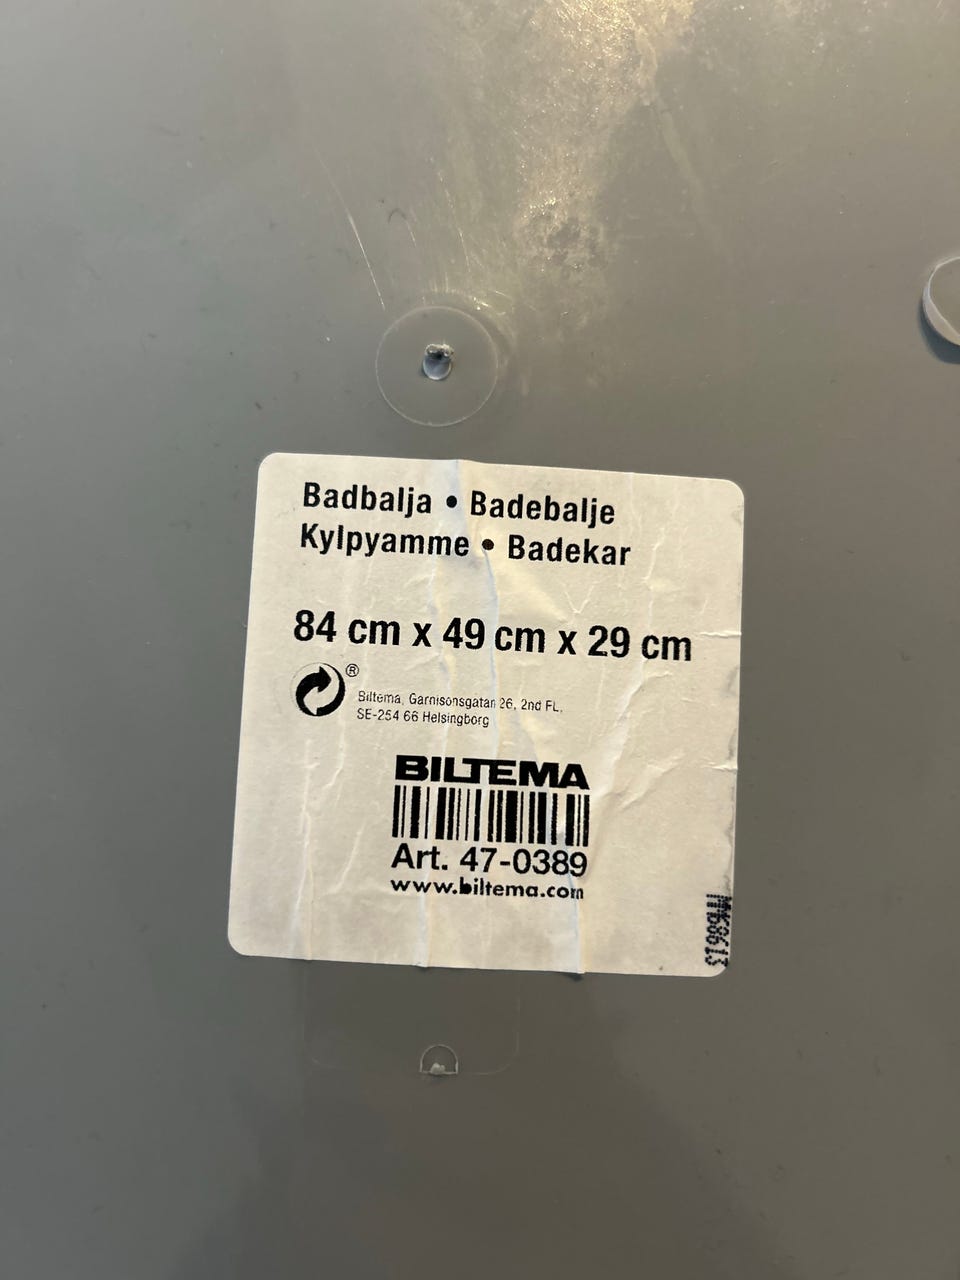 Badbalja • Badebalje
Kylpyamme • Badekar
84 cm x 49 cm x 29 cm
®
Biltema, Garnisonsgatan 26, 2nd FL,
SE-254 66 Helsingborg
BILTEMA
Art. 47-0389
www.biltema.com